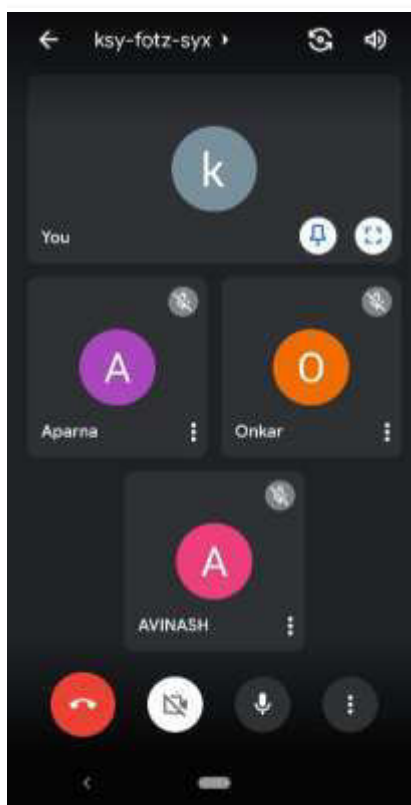 ksy-fotz-syx
k
You
A
O
Aparna
Onkar
A
AVINASH